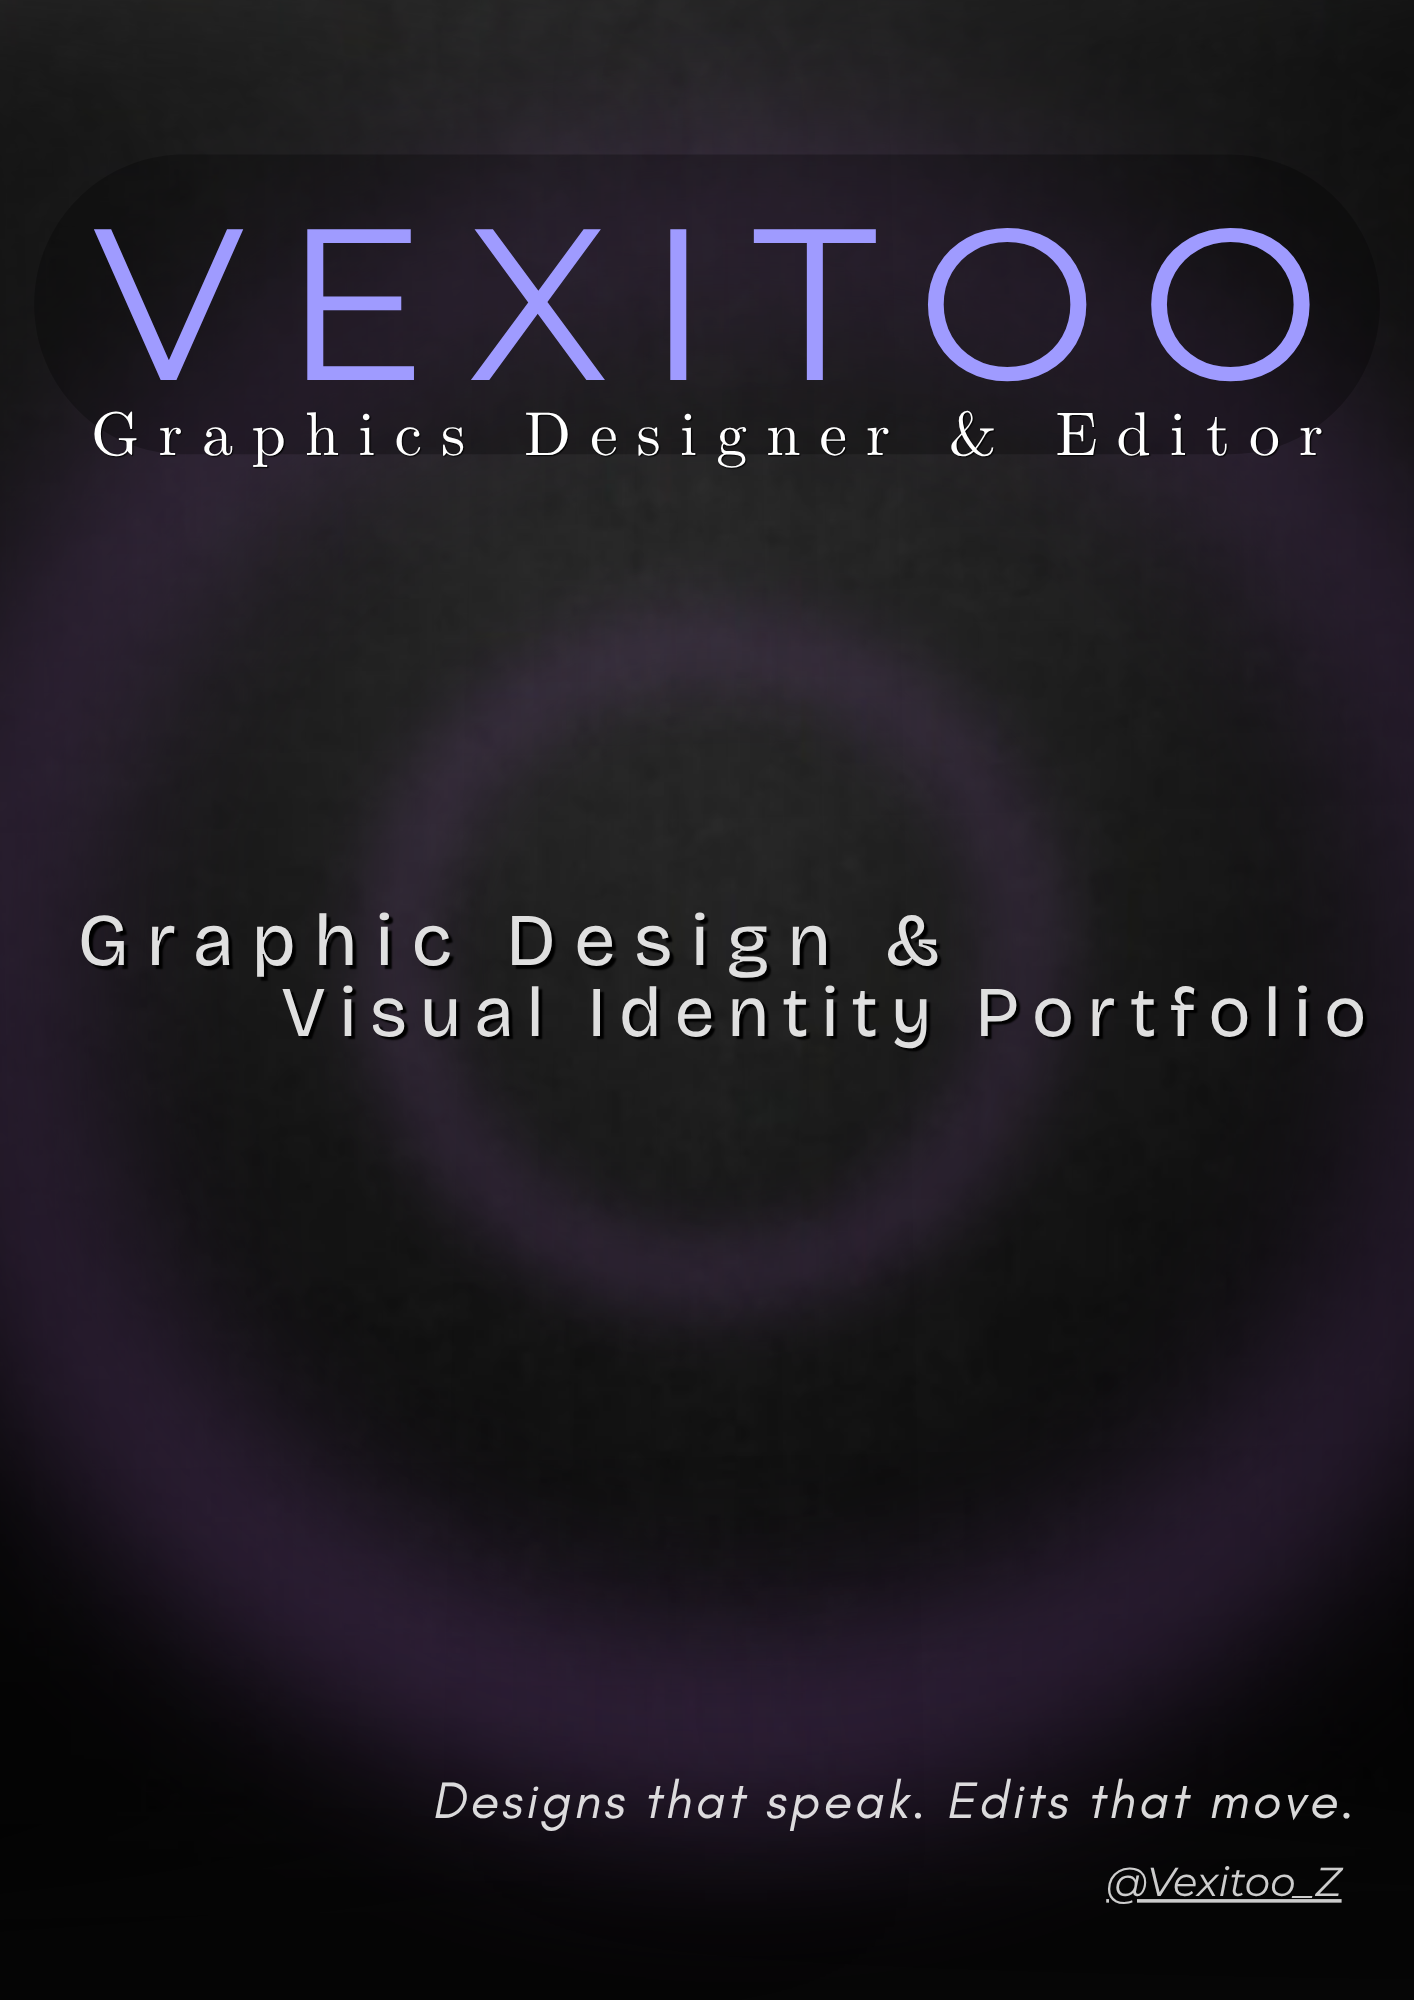 VEXITOO
Graphics Designer & Editor
Graphic Design &
Visual Identity Portfolio
Designs that speak. Edits that move.
@Vexitoo_Z